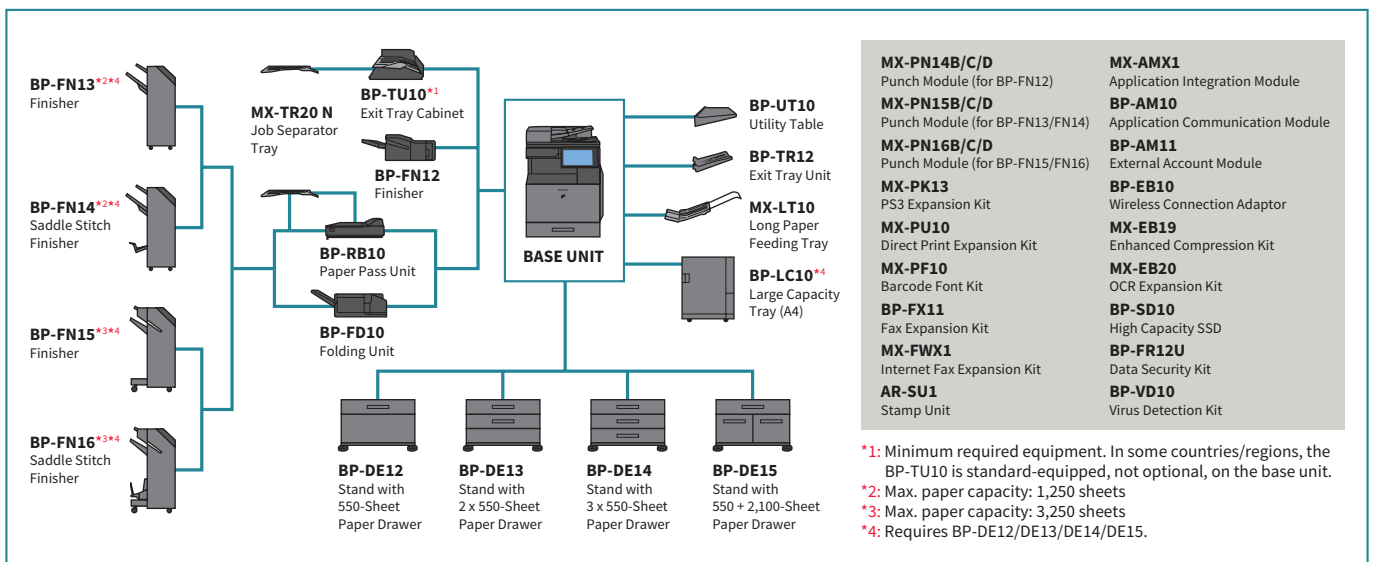 BP-FN13*2*4
Finisher
BP-FN14*2*4
Saddle Stitch
Finisher
BP-FN15*3*4
Finisher
BP-FN16*3*4
Saddle Stitch
Finisher
MX-TR20 N
Job Separator
Tray
BP-TU10*1
Exit Tray Cabinet
BP-FN12
Finisher
BP-RB10
Paper Pass Unit
BP-FD10
Folding Unit
BASE UNIT
BP-UT10
Utility Table
BP-TR12
Exit Tray Unit
MX-LT10
Long Paper
Feeding Tray
BP-LC10*4
Large Capacity
Tray (A4)
BP-DE12
Stand with
550-Sheet
Paper Drawer
BP-DE13
Stand with
2 x 550-Sheet
Paper Drawer
BP-DE14
Stand with
3 x 550-Sheet
Paper Drawer
BP-DE15
Stand with
550 + 2,100-Sheet
Paper Drawer
MX-PN14B/C/D
Punch Module (for BP-FN12)
MX-PN15B/C/D
Punch Module (for BP-FN13/FN14)
MX-PN16B/C/D
Punch Module (for BP-FN15/FN16)
MX-PK13
PS3 Expansion Kit
MX-PU10
Direct Print Expansion Kit
MX-PF10
Barcode Font Kit
BP-FX11
Fax Expansion Kit
MX-FWX1
Internet Fax Expansion Kit
AR-SU1
Stamp Unit
MX-AMX1
Application Integration Module
BP-AM10
Application Communication Module
BP-AM11
External Account Module
BP-EB10
Wireless Connection Adaptor
MX-EB19
Enhanced Compression Kit
MX-EB20
OCR Expansion Kit
BP-SD10
High Capacity SSD
BP-FR12U
Data Security Kit
BP-VD10
Virus Detection Kit
*1: Minimum required equipment. In some countries/regions, the
BP-TU10 is standard-equipped, not optional, on the base unit.
*2: Max. paper capacity: 1,250 sheets
*3: Max. paper capacity: 3,250 sheets
*4: Requires BP-DE12/DE13/DE14/DE15.